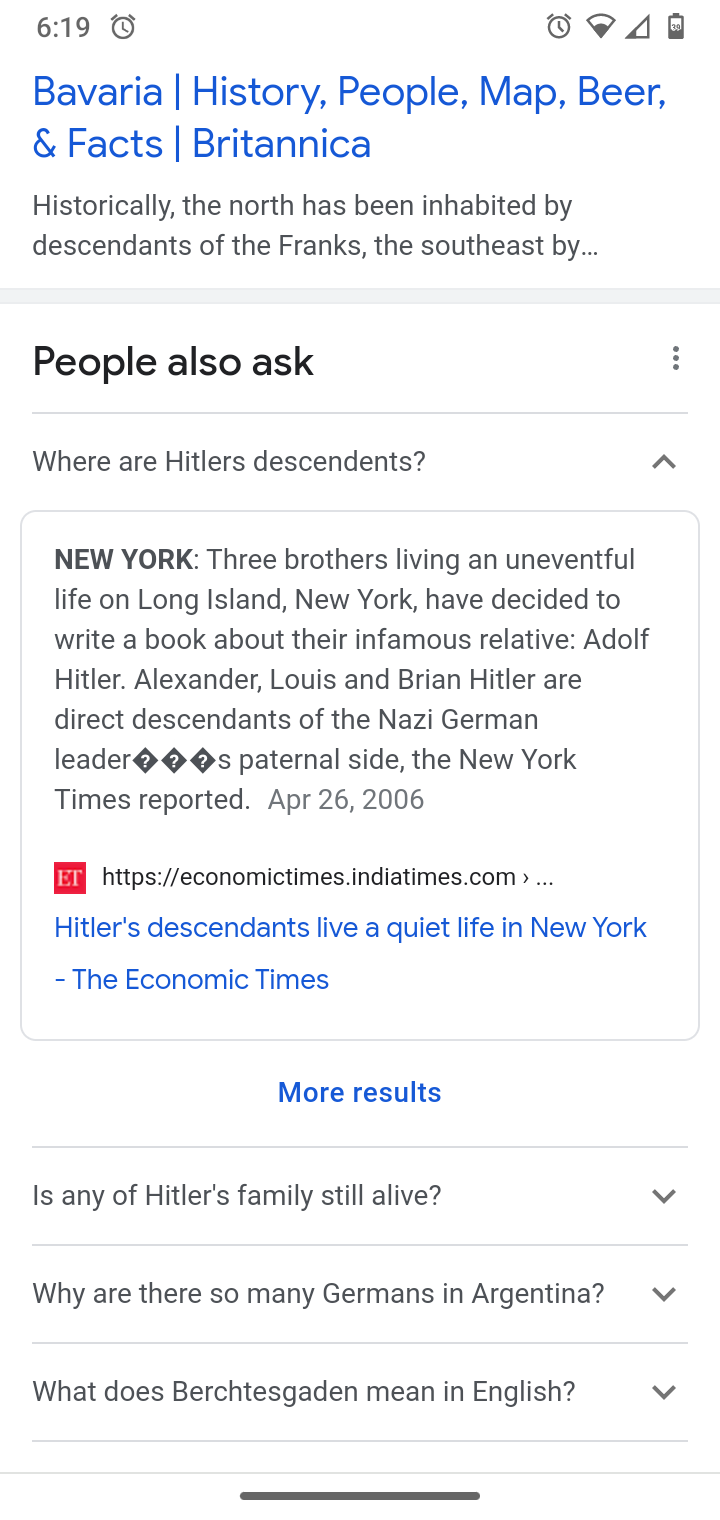 6:19
39
Bavaria | History, People, Map, Beer,
& Facts | Britannica
Historically, the north has been inhabited by
descendants of the Franks, the southeast by...
People also ask
Where are Hitlers descendents?
NEW YORK: Three brothers living an uneventful
life on Long Island, New York, have decided to
write a book about their infamous relative: Adolf
Hitler. Alexander, Louis and Brian Hitler are
direct descendants of the Nazi German
leader���s paternal side, the New York
Times reported. Apr 26, 2006
ET https://economictimes.indiatimes.com › ...
Hitler's descendants live a quiet life in New York
- The Economic Times
More results
Is any of Hitler's family still alive?
Why are there so many Germans in Argentina?
What does Berchtesgaden mean in English?